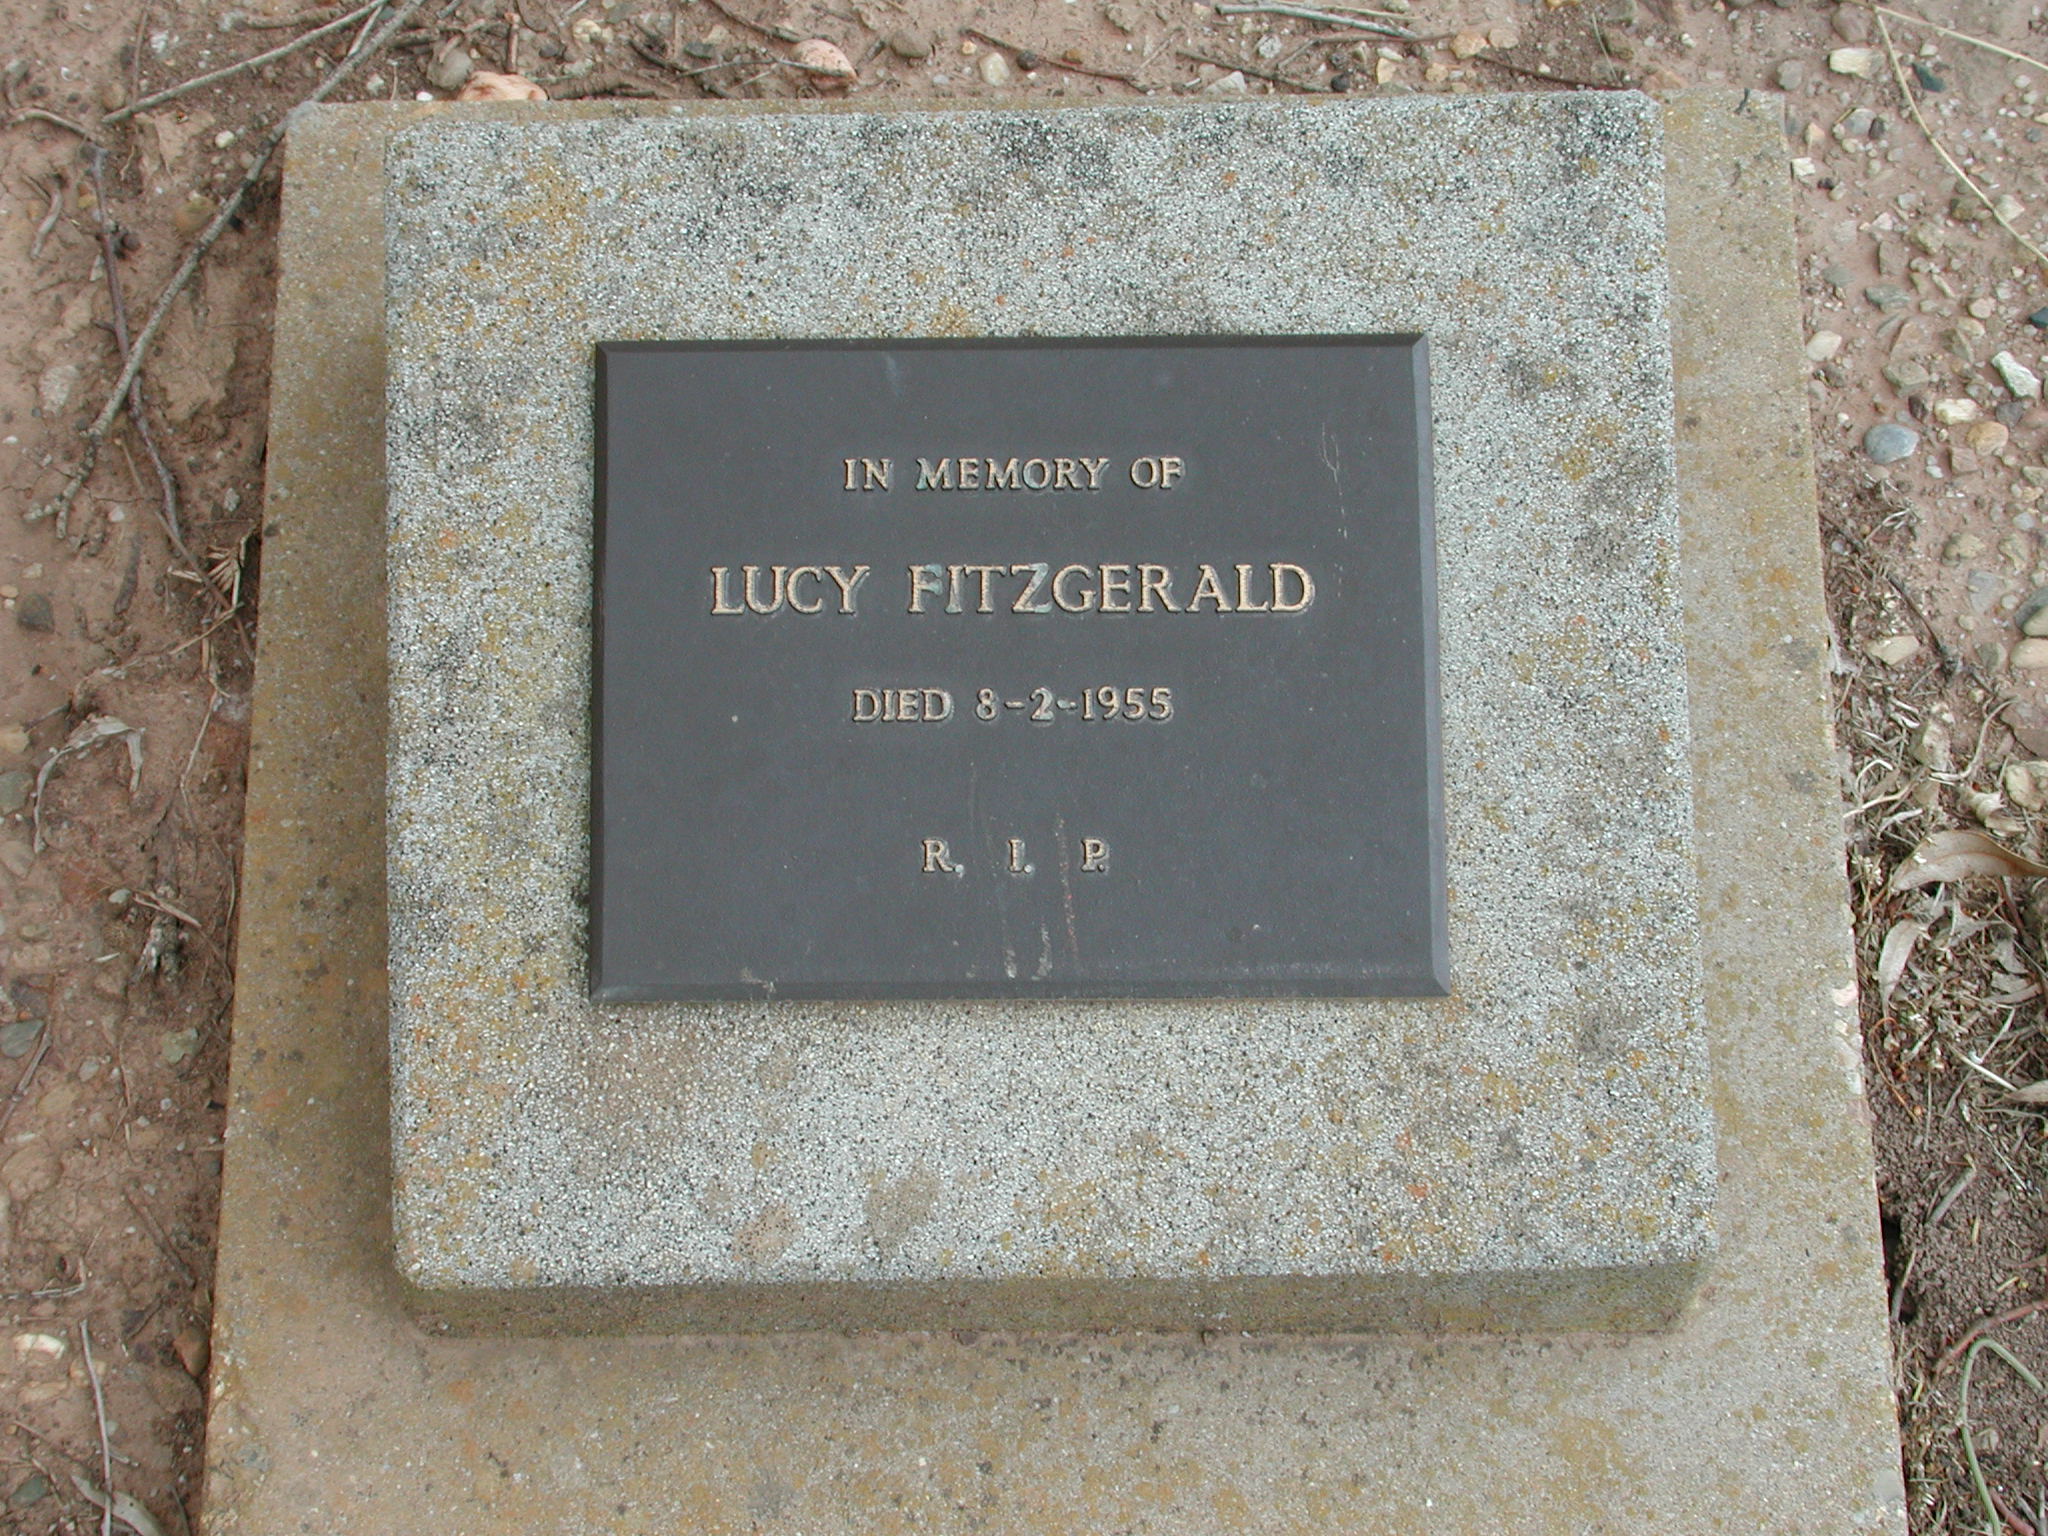 IN MEMORY OF
LUCY FITZGERALD
DIED 8-2-1955
R. I. P.